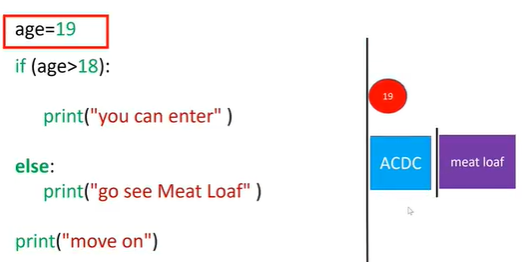 age=19
if (age>18):
print("you can enter" )
else:
print("go see Meat Loaf" )
print("move on")
19
ACDC
meat loaf